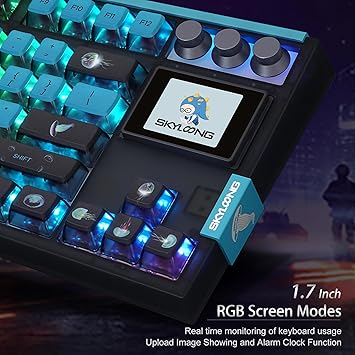 F10
F11
F12
SKYLOONG
SHIFT
SKYLOONG
1.7 Inch
RGB Screen Modes
Real time monitoring of keyboard usage
Upload Image Showing and Alarm Clock Function